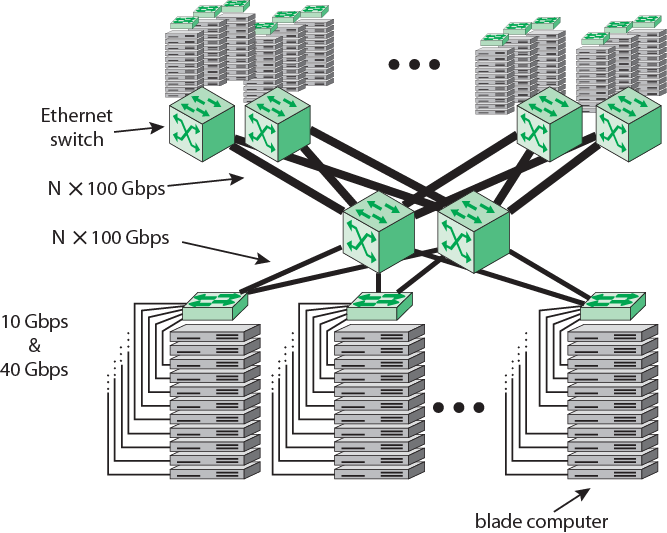 Ethernet
switch
N × 100 Gbps
N × 100 Gbps
10 Gbps
&
40 Gbps
blade computer